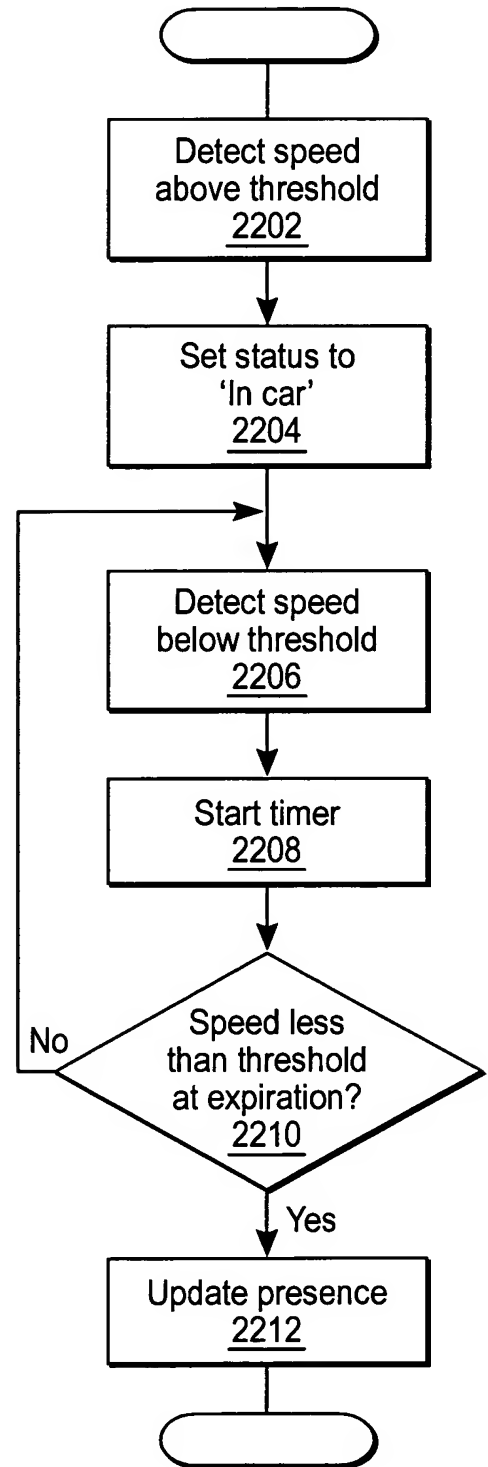 Detect speed
above threshold
2202
Set status to
‘In car’
2204
Detect speed
below threshold
2206
Start timer
2208
Speed less
than threshold
at expiration?
2210
No
Yes
Update presence
2212